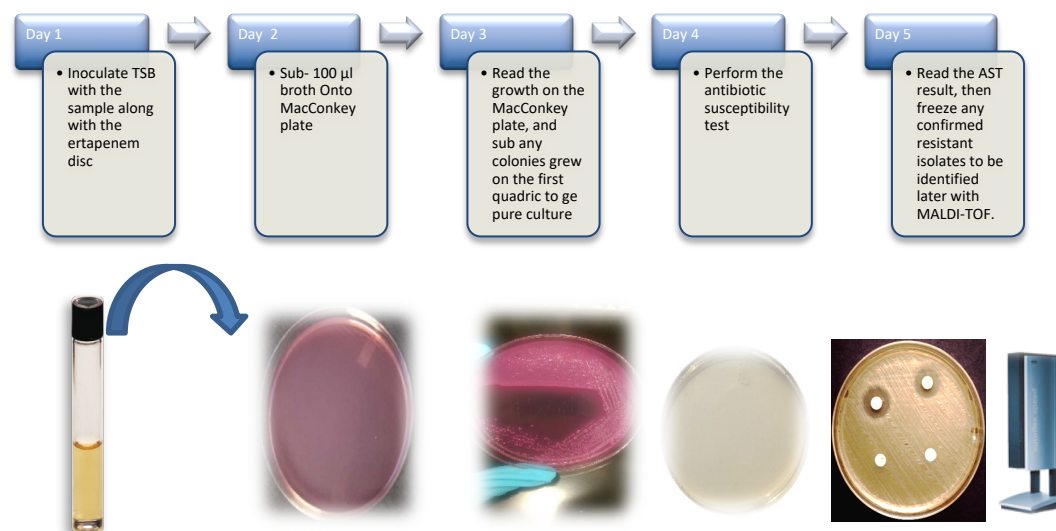 Day 1
• Inoculate TSB
with the
sample along
with the
ertapenem
disc
Day 2
• Sub- 100 µl
broth Onto
MacConkey
plate
Day 3
• Read the
growth on the
MacConkey
plate, and
sub any
colonies grew
on the first
quadric to ge
pure culture
Day 4
• Perform the
antibiotic
susceptibility
test
Day 5
• Read the AST
result, then
freeze any
confirmed
resistant
isolates to be
identified
later with
MALDI-TOF.